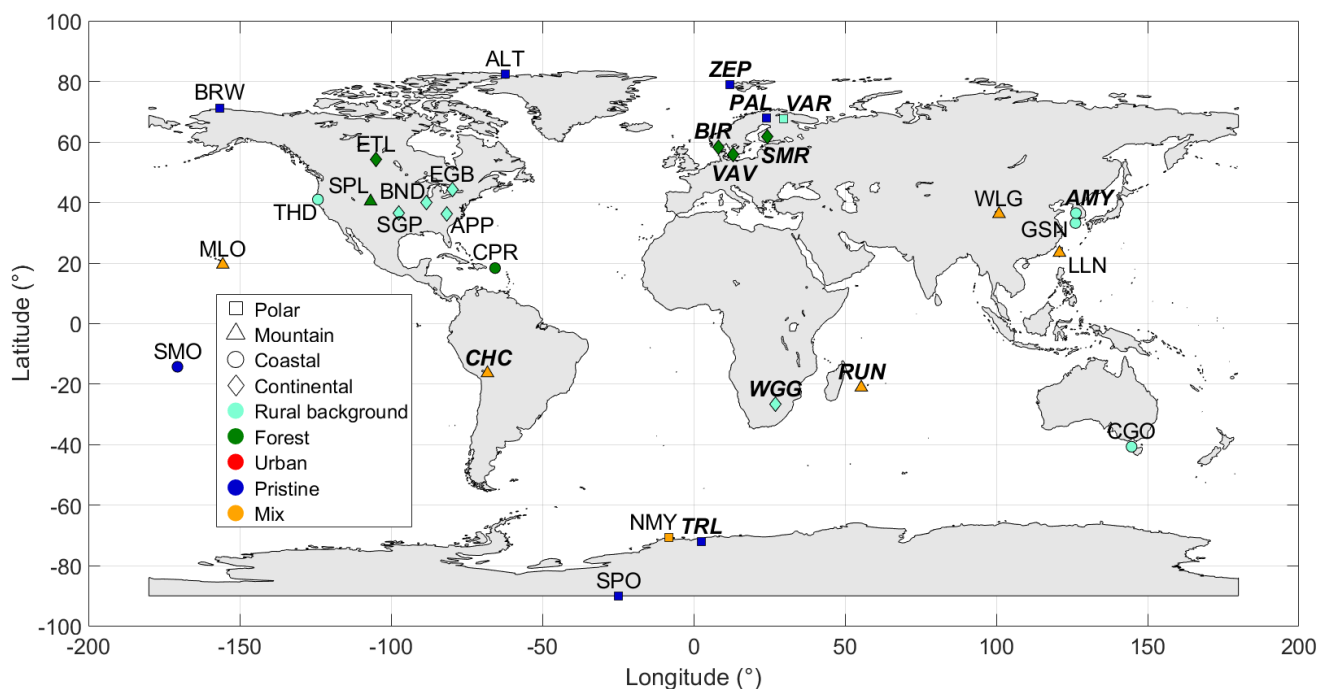 100
80
60
40
20
0
-20
-40
-60
-80
-100
Latitude (°)
-200
-150
-100
-50
0
50
100
150
200
Longitude (°)
ALT
ZEP
BRW
PAL
VAR
BIR
ETL
SMR
EGB
VAV
SPL
BND
WLG
AMY
THD
SGP
APP
GSN
MLO
CPR
LLN
SMO
CHC
RUN
WGG
CGO
NMY
TRL
SPO
Polar
Mountain
Coastal
Continental
Rural background
Forest
Urban
Pristine
Mix